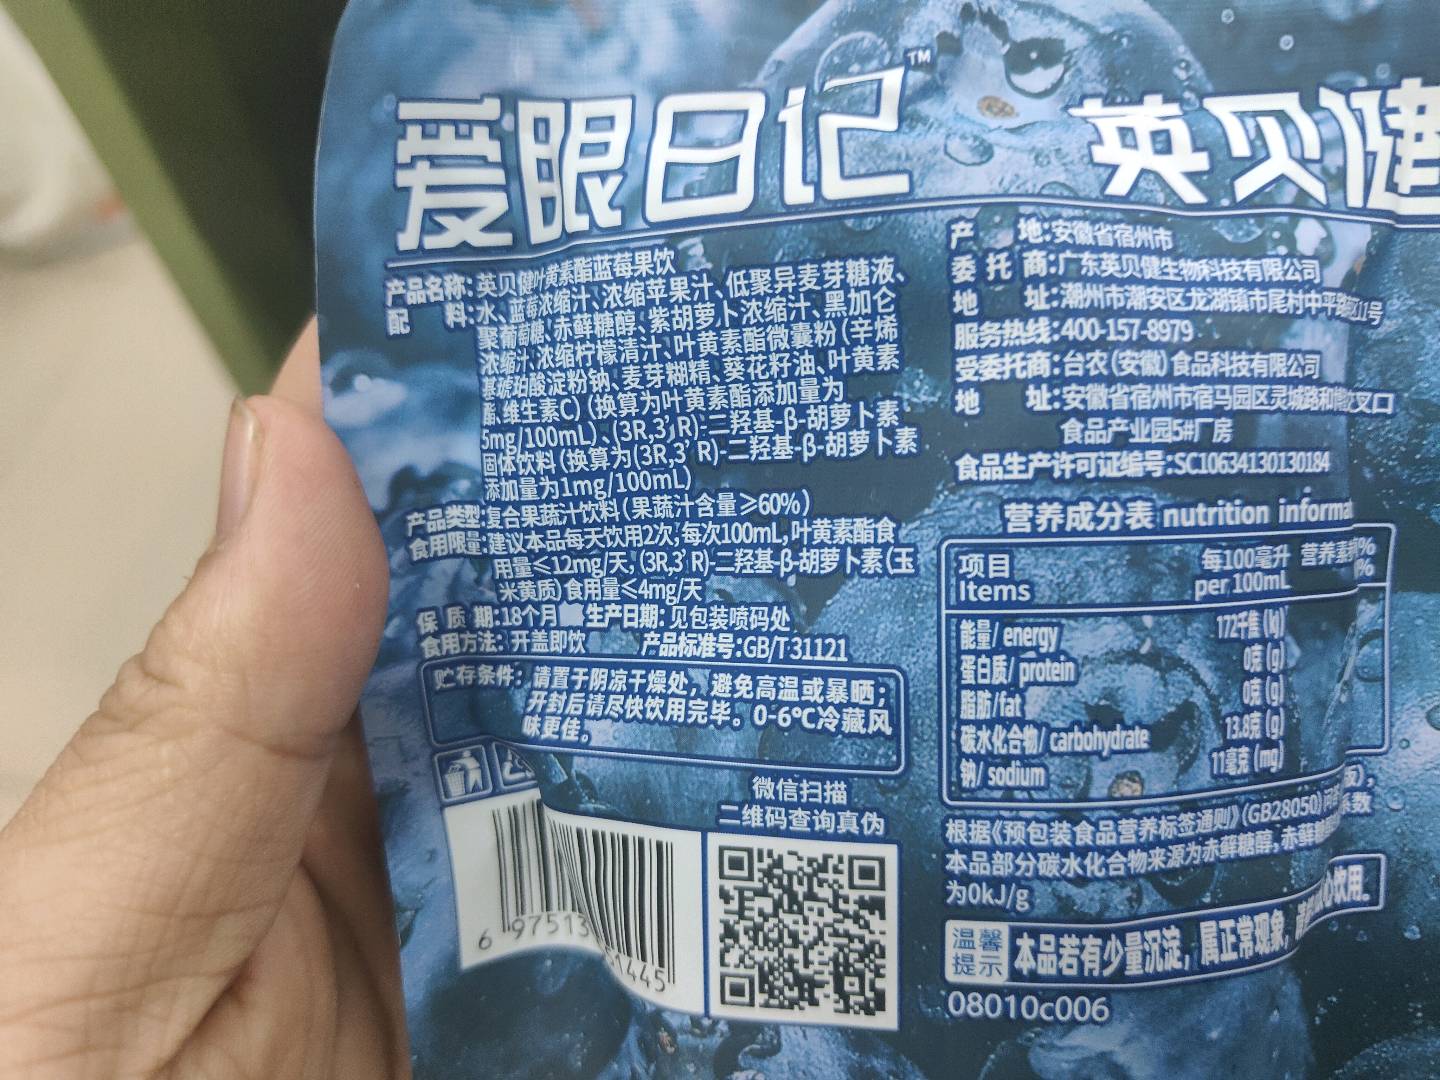 爱眼日记™
英贝健
产品名称:英贝健叶黄素酯蓝莓果饮
配 料:水、蓝莓浓缩汁、浓缩苹果汁、低聚异麦芽糖液、
聚葡萄糖、赤藓糖醇、紫胡萝卜浓缩汁、黑加仑
浓缩汁、浓缩柠檬清汁、叶黄素酯微囊粉(辛烯
基琥珀酸淀粉钠、麦芽糊精、葵花籽油、叶黄素
酯、维生素C)(换算为叶黄素酯添加量为
5mg/100mL)、(3R,3'R)-二羟基-β-胡萝卜素
固体饮料(换算为(3R,3'R)-二羟基-β-胡萝卜素
添加量为1mg/100mL)
产品类型:复合果蔬汁饮料(果蔬汁含量≥60%)
食用限量:建议本品每天饮用2次,每次100mL,叶黄素酯食
用量≤12mg/天,(3R,3'R)-二羟基-β-胡萝卜素(玉
米黄质)食用量≤4mg/天
保 质 期:18个月 生产日期:见包装喷码处
食用方法:开盖即饮 产品标准号:GB/T 31121
贮存条件:请置于阴凉干燥处,避免高温或暴晒;
开封后请尽快饮用完毕。0-6℃冷藏风
味更佳。
微信扫描
二维码查询真伪
6 97513 51445
产 地:安徽省宿州市
委 托 商:广东英贝健生物科技有限公司
地 址:潮州市潮安区龙湖镇市尾村中平路区11号
服务热线:400-157-8979
受委托商:台农(安徽)食品科技有限公司
地 址:安徽省宿州市宿马园区灵城路和 交叉口
食品产业园5#厂房
食品生产许可证编号:SC10634130130184
营养成分表 nutrition informa
项目 每100毫升 营养素 %
Items per 100mL %
能量/ energy 172千焦 (kj)
蛋白质/ protein 0克 (g)
脂肪/fat 0克 (g)
碳水化合物/ carbohydrate 13.8克 (g)
钠/ sodium 11毫克 (mg)
根据《预包装食品营养标签通则》(GB28050)问答 版),
本品部分碳水化合物来源为赤鲜糖醇,赤鲜 系数
为0kJ/g
温馨提示 本品若有少量沉淀,属正常现象,请 心饮用。
08010c006